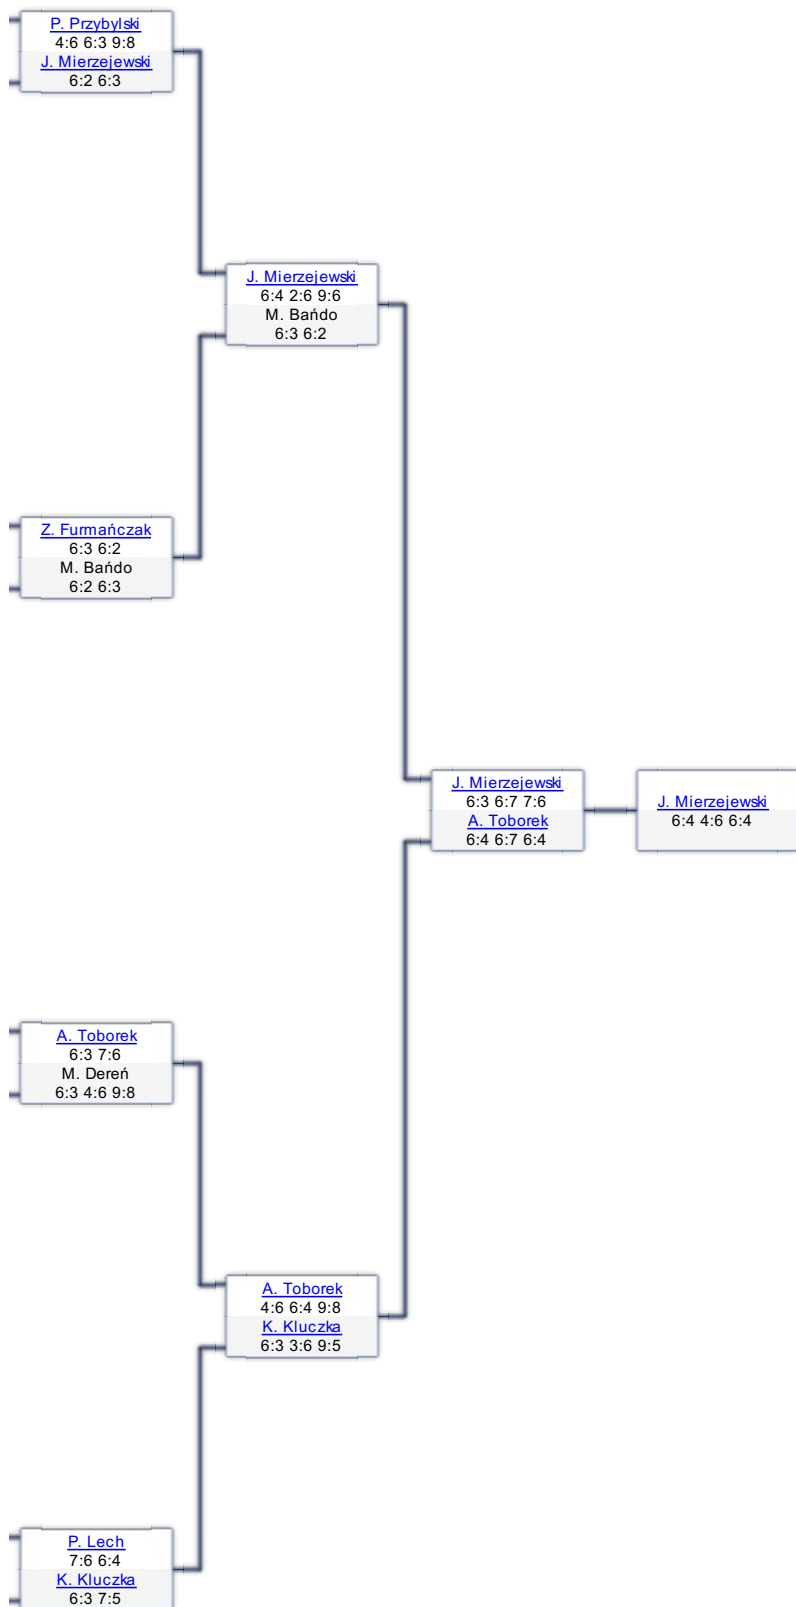 P. Przybylski
4:6 6:3 9:8
J. Mierzejewski
6:2 6:3
J. Mierzejewski
6:4 2:6 9:6
M. Bańdo
6:3 6:2
Z. Furmańczak
6:3 6:2
M. Bańdo
6:2 6:3
J. Mierzejewski
6:3 6:7 7:6
A. Toborek
6:4 6:7 6:4
J. Mierzejewski
6:4 4:6 6:4
A. Toborek
6:3 7:6
M. Dereń
6:3 4:6 9:8
A. Toborek
4:6 6:4 9:8
K. Kluczka
6:3 3:6 9:5
P. Lech
7:6 6:4
K. Kluczka
6:3 7:5